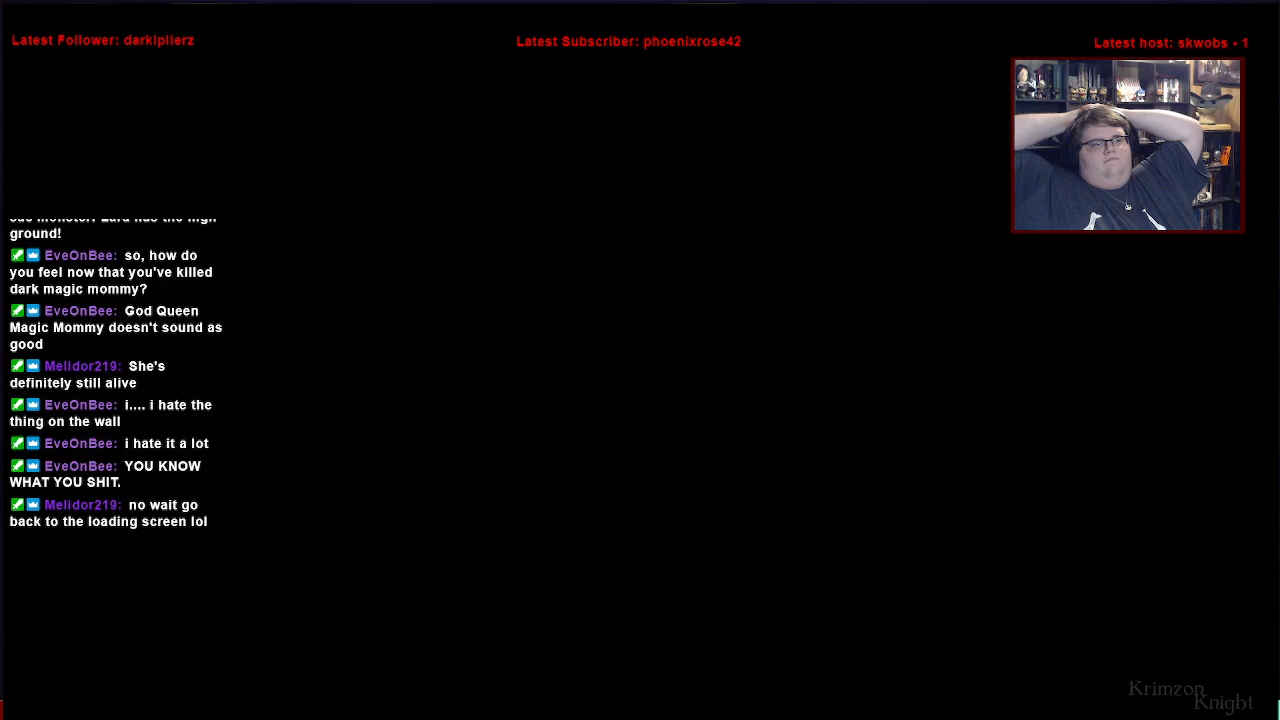 Latest Follower: darkiplierz
Latest Subscriber: phoenixrose42
Latest host: skwobs - 1
ground!
EveOnBee: so, how do
you feel now that you've killed
dark magic mommy?
EveOnBee: God Queen
Magic Mommy doesn't sound as
good
Melidor219: She's
definitely still alive
EveOnBee: i.... i hate the
thing on the wall
EveOnBee: i hate it a lot
EveOnBee: YOU KNOW
WHAT YOU SHIT.
Melidor219: no wait go
back to the loading screen lol
Krimzon
Knight